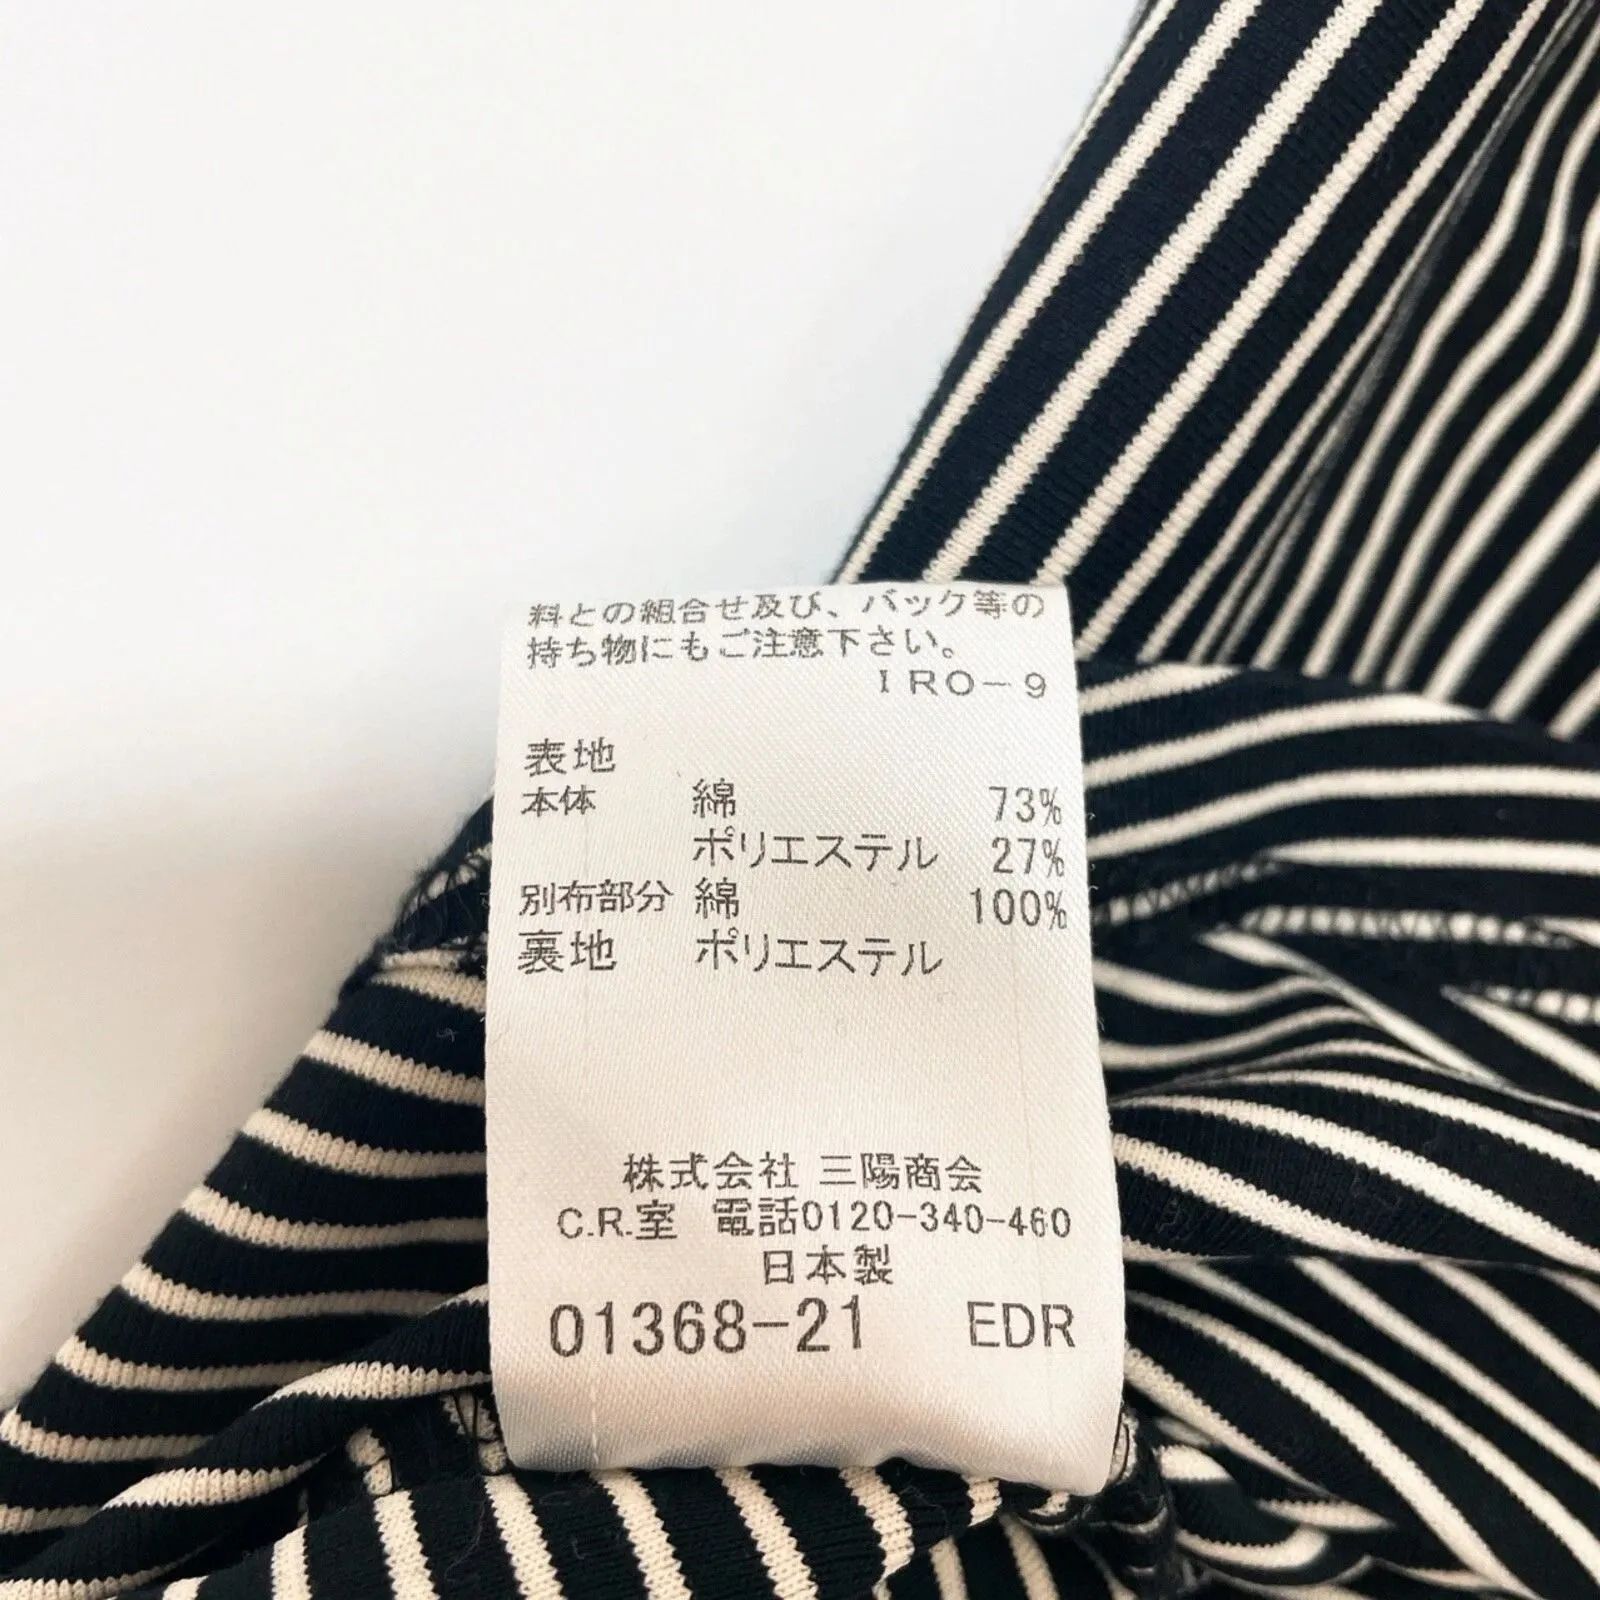 料との組合せ及び、バック等の
持ち物にもご注意下さい。
IRO-9
表地
本体 綿 73%
ポリエステル 27%
別布部分 綿 100%
裏地 ポリエステル
株式会社 三陽商会
C.R.室 電話0120-340-460
日本製
01368-21 EDR